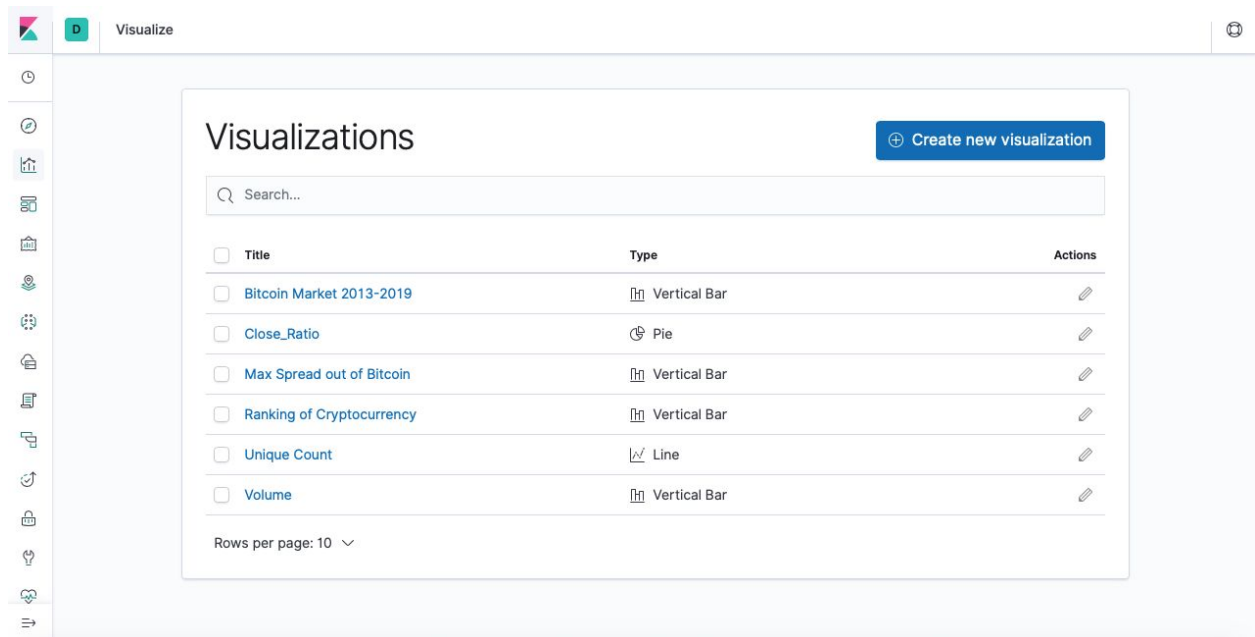 D Visualize
Visualizations
Create new visualization
Search...
Title Type Actions
Bitcoin Market 2013-2019 Vertical Bar
Close_Ratio Pie
Max Spread out of Bitcoin Vertical Bar
Ranking of Cryptocurrency Vertical Bar
Unique Count Line
Volume Vertical Bar
Rows per page: 10